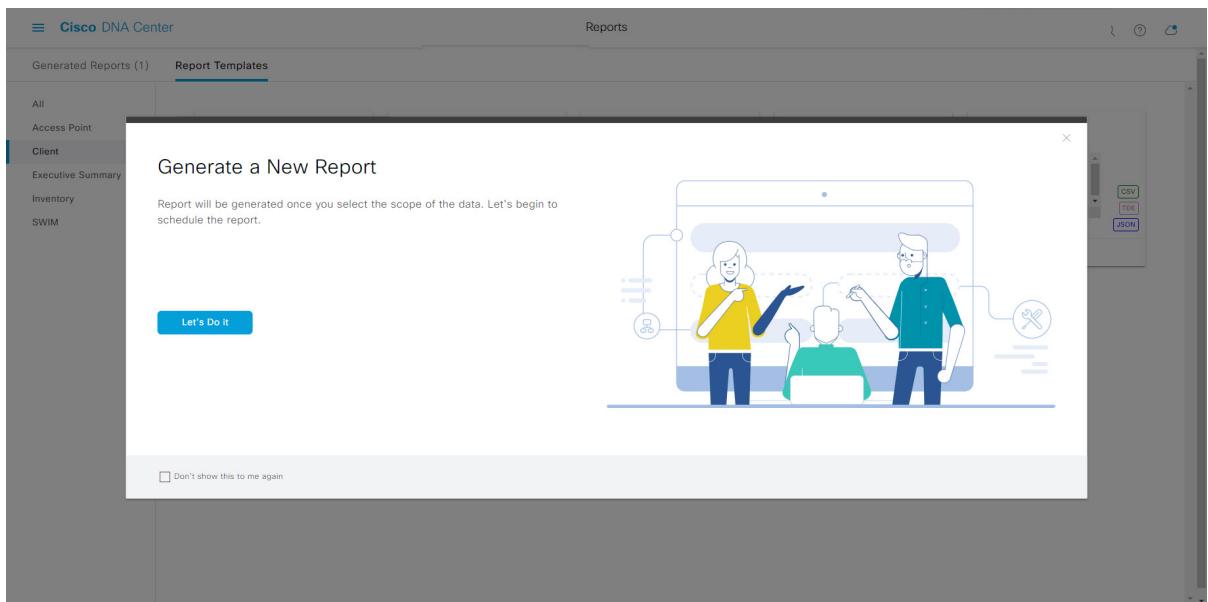 Cisco DNA Center
Reports
Generated Reports (1)
Report Templates
All
Access Point
Client
Executive Summary
Inventory
SWIM
Generate a New Report
Report will be generated once you select the scope of the data. Let's begin to
schedule the report.
Let's Do it
Don't show this to me again
CSV
TDE
JSON